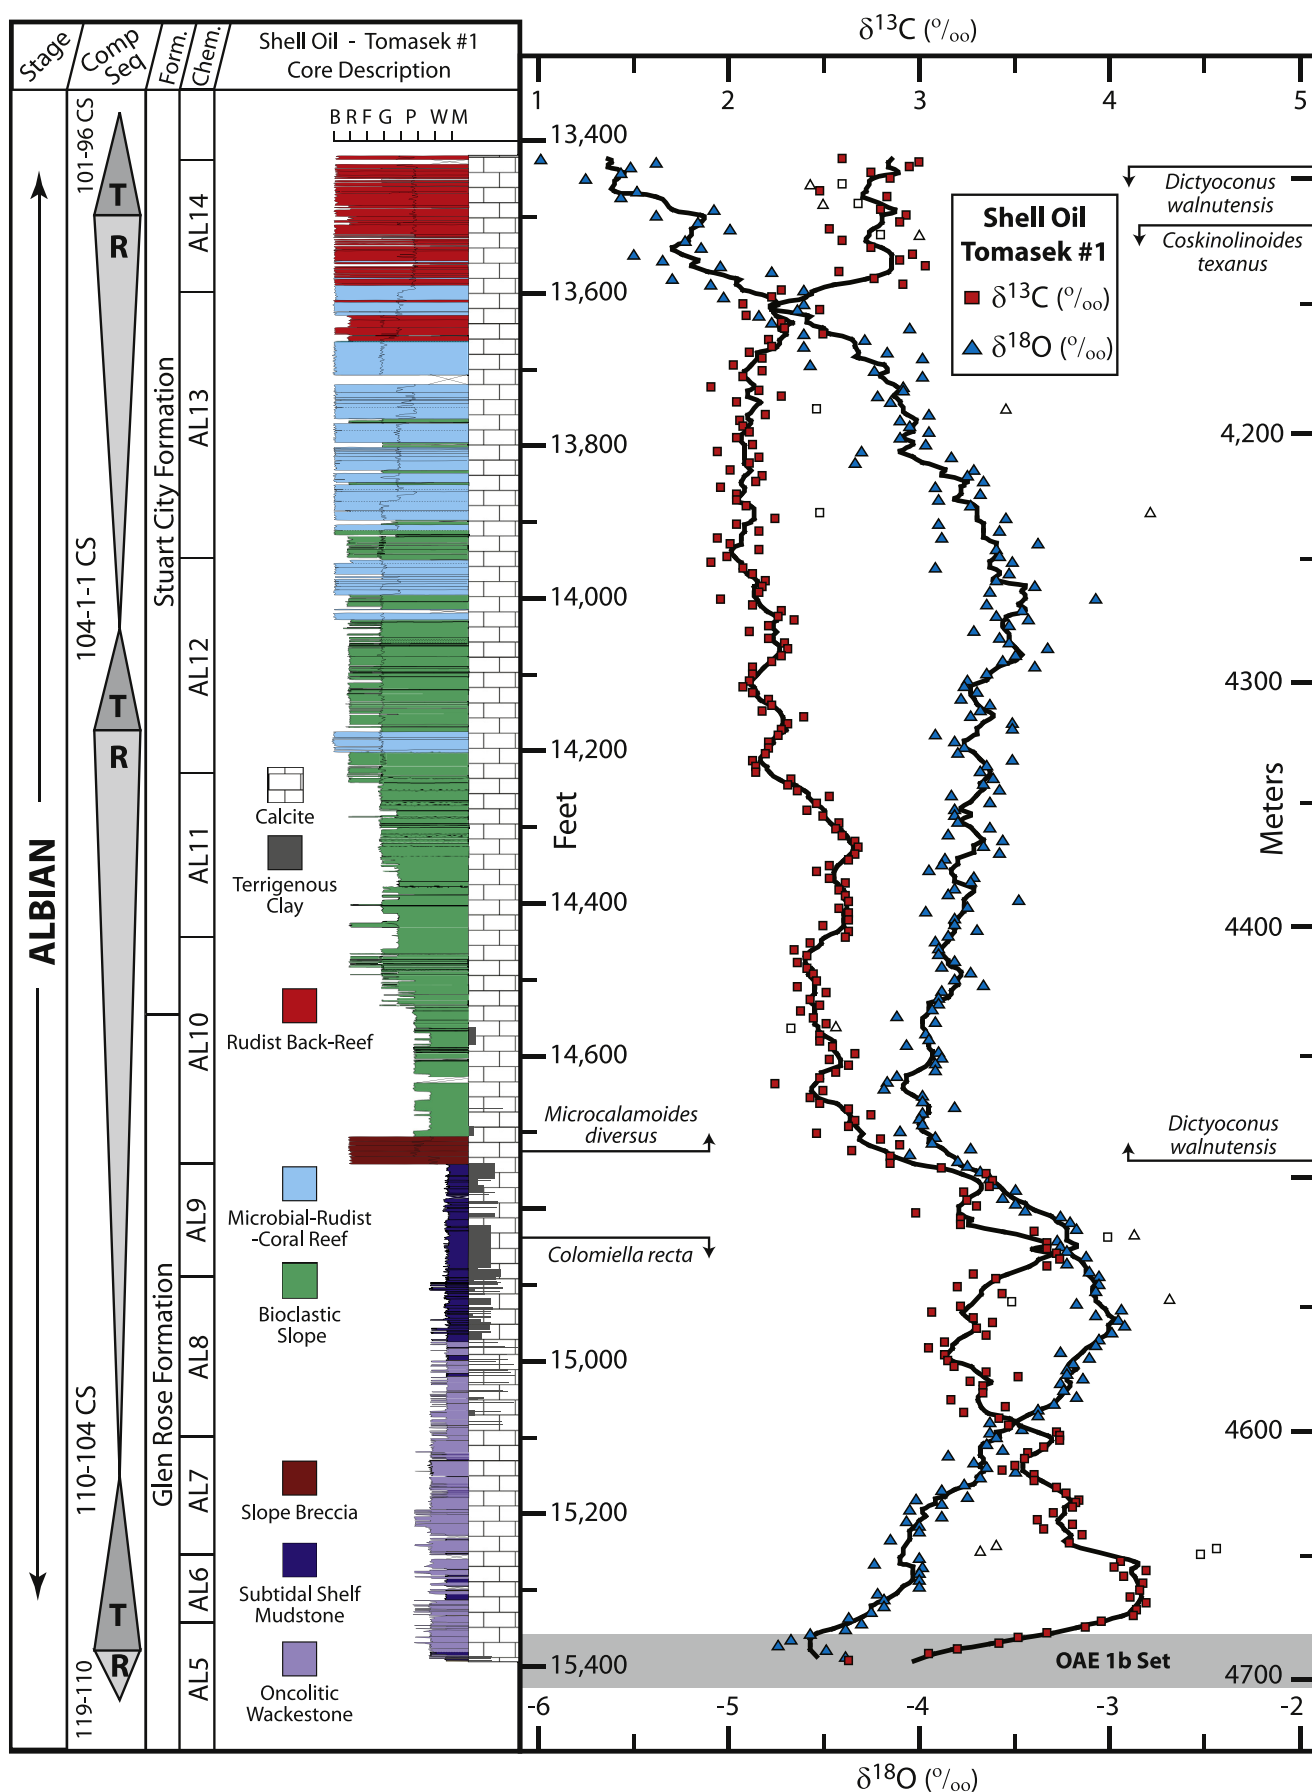 Stage
Comp
Seq
Form.
Chem.
Shell Oil - Tomasek #1
Core Description
B R F G P W M
ALBIAN
101-96 CS
T
R
104-1-1 CS
T
R
110-104 CS
T
R
119-110
Stuart City Formation
Glen Rose Formation
AL14
AL13
AL12
AL11
AL10
AL9
AL8
AL7
AL6
AL5
Calcite
Terrigenous
Clay
Rudist Back-Reef
Microbial-Rudist
-Coral Reef
Bioclastic
Slope
Slope Breccia
Subtidal Shelf
Mudstone
Oncolitic
Wackestone
δ13C (o/oo)
1 2 3 4 5
13,400
13,600
13,800
14,000
14,200
14,400
14,600
15,000
15,200
15,400
Feet
Dictyoconus
walnutensis
Coskinolinoides
texanus
Shell Oil
Tomasek #1
δ13C (o/oo)
δ18O (o/oo)
4,200
4300
4400
4600
4700
Meters
Microcalamoides
diversus
Dictyoconus
walnutensis
Colomiella recta
OAE 1b Set
-6 -5 -4 -3 -2
δ18O (o/oo)